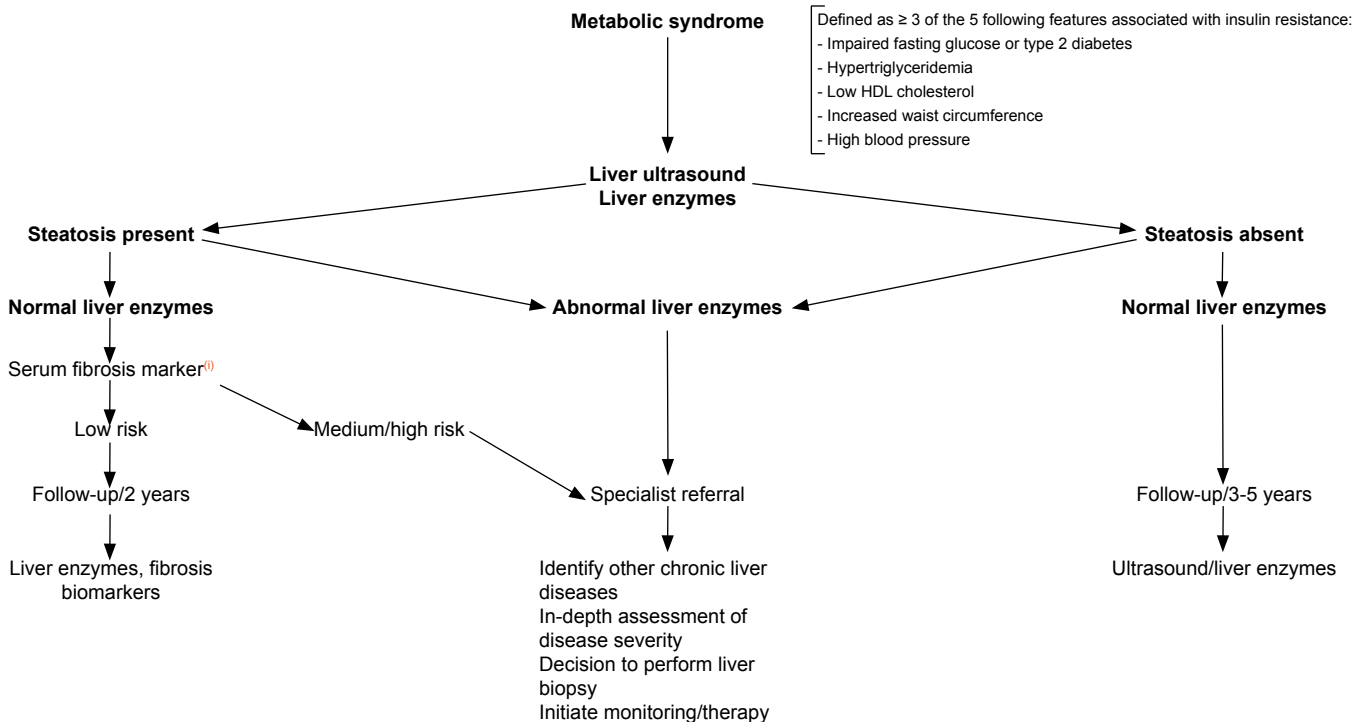 Metabolic syndrome
Defined as ≥ 3 of the 5 following features associated with insulin resistance:
- Impaired fasting glucose or type 2 diabetes
- Hypertriglyceridemia
- Low HDL cholesterol
- Increased waist circumference
- High blood pressure
Liver ultrasound
Liver enzymes
Steatosis present
Steatosis absent
Normal liver enzymes
Abnormal liver enzymes
Normal liver enzymes
Serum fibrosis marker(i)
Low risk
Medium/high risk
Follow-up/2 years
Specialist referral
Follow-up/3-5 years
Liver enzymes, fibrosis
biomarkers
Identify other chronic liver
diseases
In-depth assessment of
disease severity
Decision to perform liver
biopsy
Initiate monitoring/therapy
Ultrasound/liver enzymes